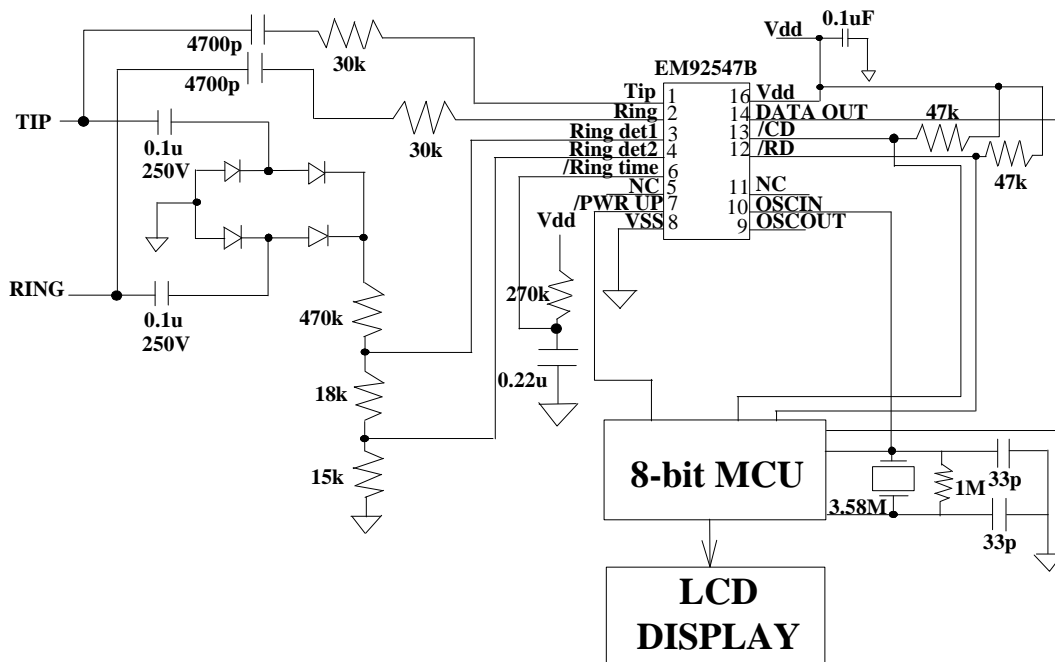 0.1uF
Vdd
4700p
30k
EM92547B
4700p
Tip 1
16 Vdd
Ring 2
14 DATA OUT
47k
TIP
30k
Ring det1 3
13 /CD
0.1u
250V
Ring det2 4
12 /RD
47k
/Ring time 6
NC 5
11 NC
/PWR UP 7
10 OSCIN
VSS 8
9 OSCOUT
Vdd
RING
270k
0.1u
250V
470k
0.22u
18k
15k
8-bit MCU
3.58M
1M
33p
33p
LCD
DISPLAY